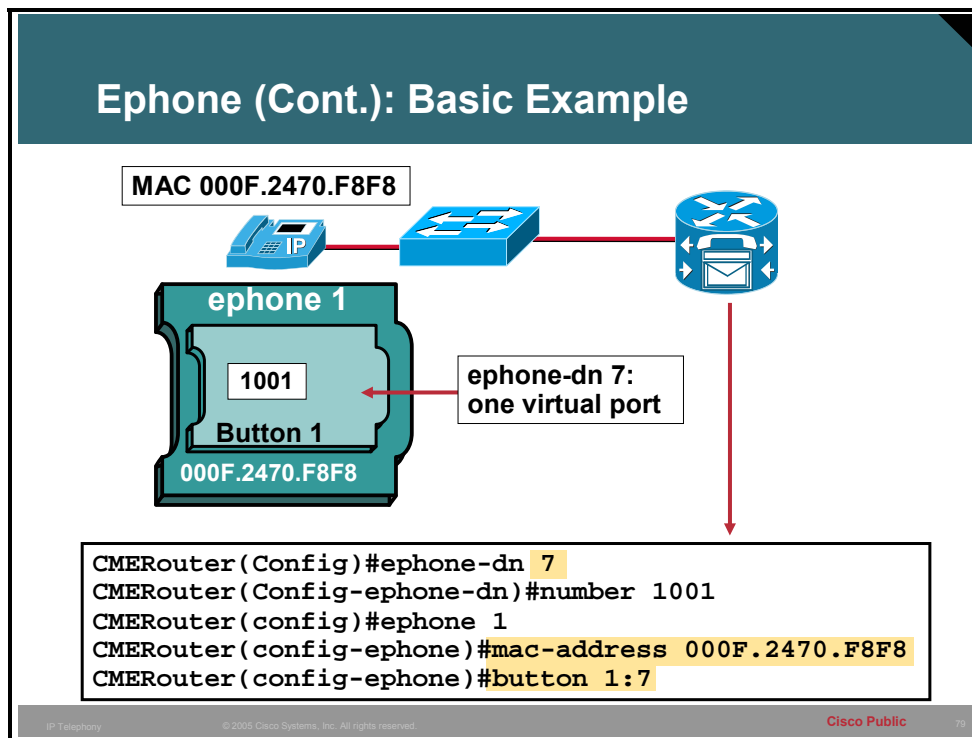 Ephone (Cont.): Basic Example
MAC 000F.2470.F8F8
IP
ephone 1
1001
Button 1
000F.2470.F8F8
ephone-dn 7:
one virtual port
CMERouter(Config)#ephone-dn 7
CMERouter(Config-ephone-dn)#number 1001
CMERouter(config)#ephone 1
CMERouter(config-ephone)#mac-address 000F.2470.F8F8
CMERouter(config-ephone)#button 1:7
IP Telephony
© 2005 Cisco Systems, Inc. All rights reserved.
Cisco Public
79